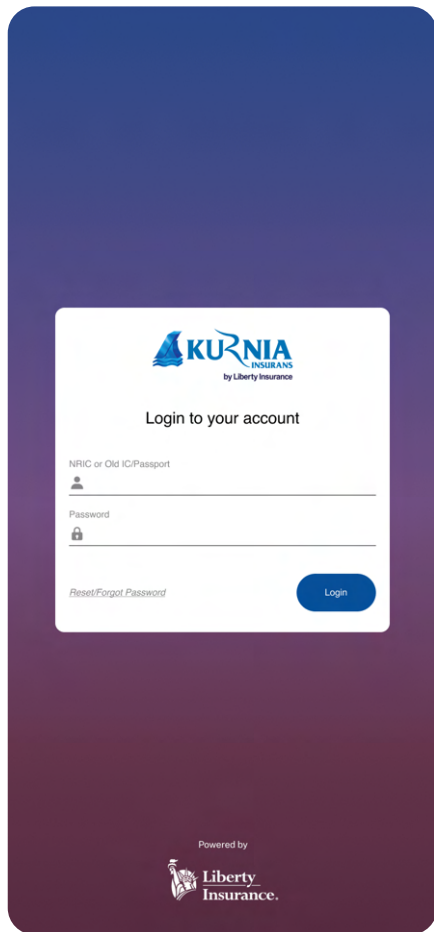 KURNIA
INSURANS
by Liberty Insurance
Login to your account
NRIC or Old IC/Passport
Password
Reset/Forgot Password
Login
Powered by
Liberty
Insurance.